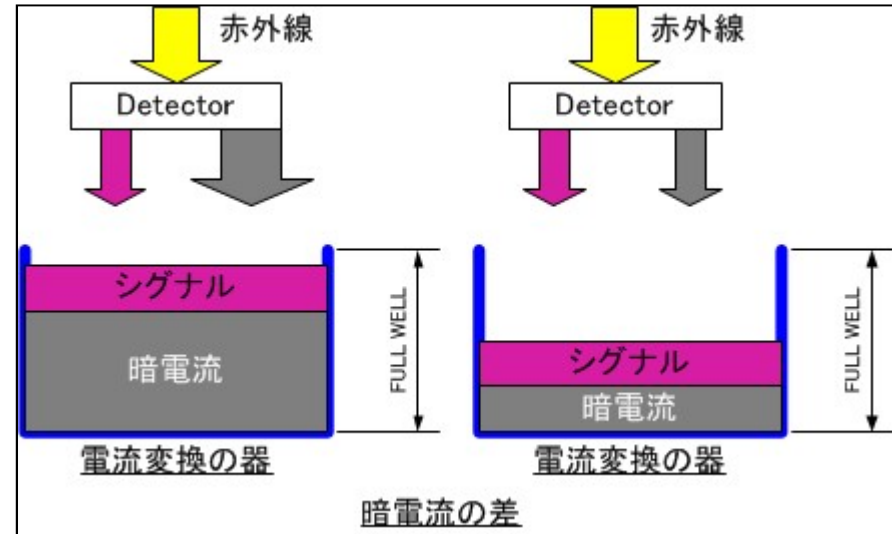 赤外線
Detector
シグナル
暗電流
FULL WELL
電流変換の器
赤外線
Detector
シグナル
暗電流
FULL WELL
電流変換の器
暗電流の差